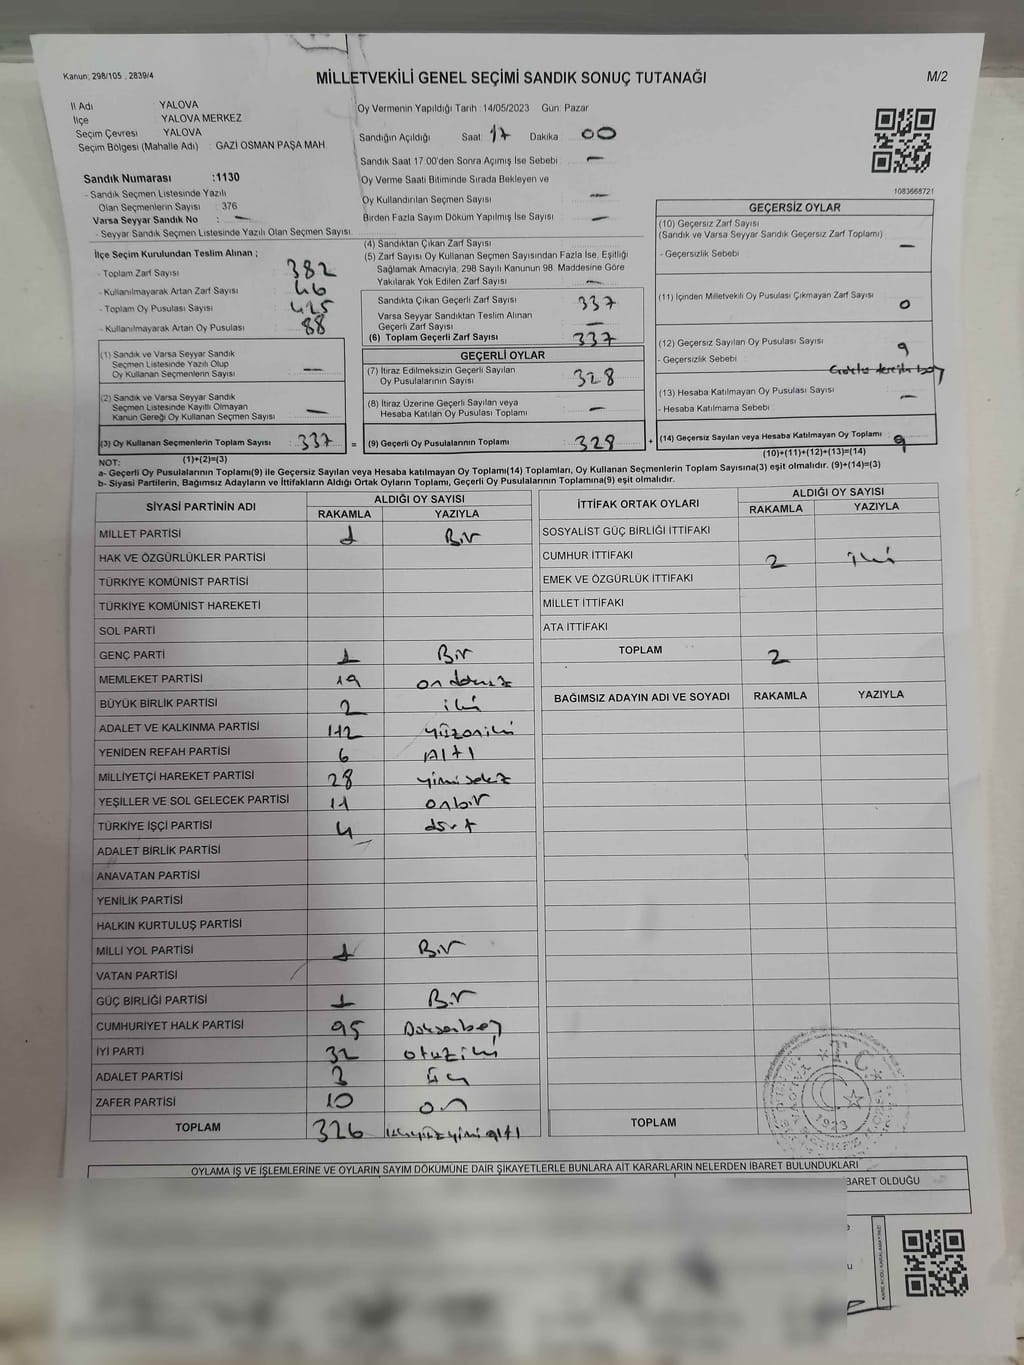 Kanun; 298/105 , 2839/4
MİLLETVEKİLİ GENEL SEÇİMİ SANDIK SONUÇ TUTANAĞI
M/2
İl Adı YALOVA
İlçe YALOVA MERKEZ
Seçim Çevresi YALOVA
Seçim Bölgesi (Mahalle Adı) : GAZİ OSMAN PAŞA MAH.
Sandık Numarası :1130
- Sandık Seçmen Listesinde Yazılı
Olan Seçmenlerin Sayısı : 376
Varsa Seyyar Sandık No : —
- Seyyar Sandık Seçmen Listesinde Yazılı Olan Seçmen Sayısı
Oy Vermenin Yapıldığı Tarih : 14/05/2023 Gün: Pazar
Sandığın Açıldığı Saat: 17 Dakika : 00
Sandık Saat 17:00'den Sonra Açımış İse Sebebi : —
Oy Verme Saati Bitiminde Sırada Bekleyen ve
Oy Kullandırılan Seçmen Sayısı —
Birden Fazla Sayım Döküm Yapılmış İse Sayısı —
1083668721
İlçe Seçim Kurulundan Teslim Alınan ;
- Toplam Zarf Sayısı 382
- Kullanılmayarak Artan Zarf Sayısı : 46
- Toplam Oy Pusulası Sayısı 425
- Kullanılmayarak Artan Oy Pusulası : 88
(4) Sandıktan Çıkan Zarf Sayısı
(5) Zarf Sayısı Oy Kullanan Seçmen Sayısından Fazla İse, Eşitliği
Sağlamak Amacıyla; 298 Sayılı Kanunun 98. Maddesine Göre
Yakılarak Yok Edilen Zarf Sayısı —
Sandıkta Çıkan Geçerli Zarf Sayısı : 337
Varsa Seyyar Sandıktan Teslim Alınan
Geçerli Zarf Sayısı —
(6) Toplam Geçerli Zarf Sayısı : 337
GEÇERSİZ OYLAR
(10) Geçersiz Zarf Sayısı
(Sandık ve Varsa Seyyar Sandık Geçersiz Zarf Toplamı) —
- Geçersizlik Sebebi
(11) İçinden Milletvekili Oy Pusulası Çıkmayan Zarf Sayısı 0
(12) Geçersiz Sayılan Oy Pusulası Sayısı : 9
- Geçersizlik Sebebi
(13) Hesaba Katılmayan Oy Pusulası Sayısı : —
- Hesaba Katılmama Sebebi
(14) Geçersiz Sayılan veya Hesaba Katılmayan Oy Toplamı 9
(10)+(11)+(12)+(13)=(14)
(1) Sandık ve Varsa Seyyar Sandık
Seçmen Listesinde Yazılı Olup
Oy Kullanan Seçmenlerin Sayısı —
(2) Sandık ve Varsa Seyyar Sandık
Seçmen Listesinde Kayıtlı Olmayan
Kanun Gereği Oy Kullanan Seçmen Sayısı —
(3) Oy Kullanan Seçmenlerin Toplam Sayısı : 337 =
(1)+(2)=(3)
GEÇERLİ OYLAR
(7) İtiraz Edilmeksizin Geçerli Sayılan
Oy Pusulalarının Sayısı 328
(8) İtiraz Üzerine Geçerli Sayılan veya
Hesaba Katılan Oy Pusulası Toplamı —
(9) Geçerli Oy Pusulalarının Toplamı 328 +
NOT:
a- Geçerli Oy Pusulalarının Toplamı(9) ile Geçersiz Sayılan veya Hesaba katılmayan Oy Toplamı(14) Toplamları, Oy Kullanan Seçmenlerin Toplam Sayısına(3) eşit olmalıdır. (9)+(14)=(3)
b- Siyasi Partilerin, Bağımsız Adayların ve İttifakların Aldığı Ortak Oyların Toplamı, Geçerli Oy Pusulalarının Toplamına(9) eşit olmalıdır.
SİYASİ PARTİNİN ADI ALDIĞI OY SAYISI
RAKAMLA YAZIYLA
MİLLET PARTİSİ 1 Bir
HAK VE ÖZGÜRLÜKLER PARTİSİ
TÜRKİYE KOMÜNİST PARTİSİ
TÜRKİYE KOMÜNİST HAREKETİ
SOL PARTİ
GENÇ PARTİ 1 Bir
MEMLEKET PARTİSİ 19 ondokuz
BÜYÜK BİRLİK PARTİSİ 2 iki
ADALET VE KALKINMA PARTİSİ 112 yüzoniki
YENİDEN REFAH PARTİSİ 6 Altı
MİLLİYETÇİ HAREKET PARTİSİ 28 yirmisekiz
YEŞİLLER VE SOL GELECEK PARTİSİ 11 onbir
TÜRKİYE İŞÇİ PARTİSİ 4 dört
ADALET BİRLİK PARTİSİ
ANAVATAN PARTİSİ
YENİLİK PARTİSİ
HALKIN KURTULUŞ PARTİSİ
MİLLİ YOL PARTİSİ 1 Bir
VATAN PARTİSİ
GÜÇ BİRLİĞİ PARTİSİ 1 Bir
CUMHURİYET HALK PARTİSİ 95 Doksanbeş
İYİ PARTİ 32 otuziki
ADALET PARTİSİ 3 üç
ZAFER PARTİSİ 10 on
TOPLAM 326 ikiyüzyirmialtı
İTTİFAK ORTAK OYLARI ALDIĞI OY SAYISI
RAKAMLA YAZIYLA
SOSYALİST GÜÇ BİRLİĞİ İTTİFAKI
CUMHUR İTTİFAKI 2 iki
EMEK VE ÖZGÜRLÜK İTTİFAKI
MİLLET İTTİFAKI
ATA İTTİFAKI
TOPLAM 2
BAĞIMSIZ ADAYIN ADI VE SOYADI RAKAMLA YAZIYLA
TOPLAM
T.C.
1923
OYLAMA İŞ VE İŞLEMLERİNE VE OYLARIN SAYIM DÖKÜMÜNE DAİR ŞİKAYETLERLE BUNLARA AİT KARARLARIN NELERDEN İBARET BULUNDUKLARI
BARET OLDUĞU